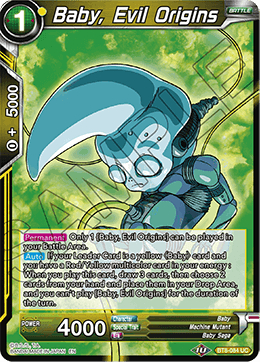 1
Baby, Evil Origins
BATTLE
0 + 5000
Permanent Only 1 {Baby, Evil Origins} can be played
in your Battle Area.
Auto If your Leader Card is a yellow ‹Baby› card and
you have a Red/Yellow multicolor card in your energy :
When you play this card, draw 3 cards, then choose 2
cards from your hand and place them in your Drop Area,
and you can't play {Baby, Evil Origins} for the duration of
the turn.
POWER
4000
Character
Baby
Special Trait
Machine Mutant
Era
Baby Saga
BT8-084 UC